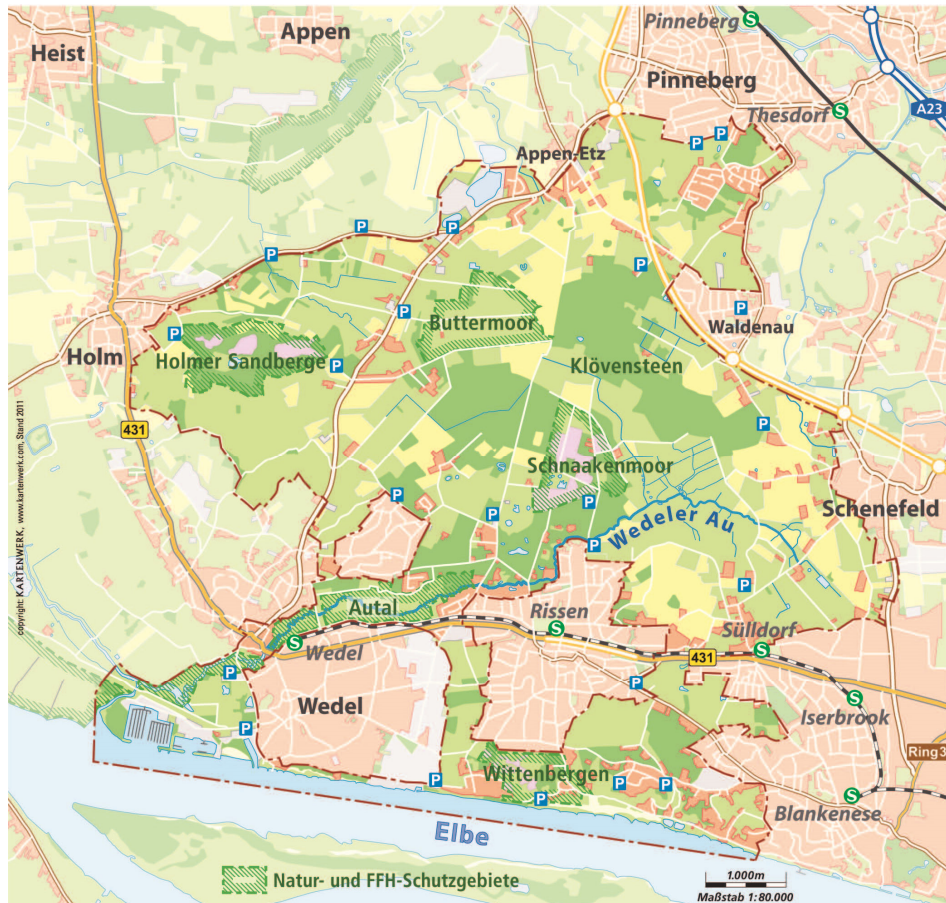 Pinneberg
Appen
Heist
Pinneberg
A23
Thesdorf
Appen-Etz
P
P
P
P
P
P
P
P
Waldenau
P
P
Buttermoor
Holm
Holmer Sandberge
P
Klövensteen
431
P
Schnaakenmoor
P
P
P
Schenefeld
Wedeler Au
P
P
Autal
Rissen
S
Sülldorf
S
S
Wedel
431
P
P
Wedel
S
Iserbrook
P
Ring 3
Wittenbergen
P
P
P
P
S
Blankenese
Elbe
Natur- und FFH-Schutzgebiete
1.000m
Maßstab 1:80.000
copyright: KARTENWERK, www.kartenwerk.com, Stand 2011
S
S